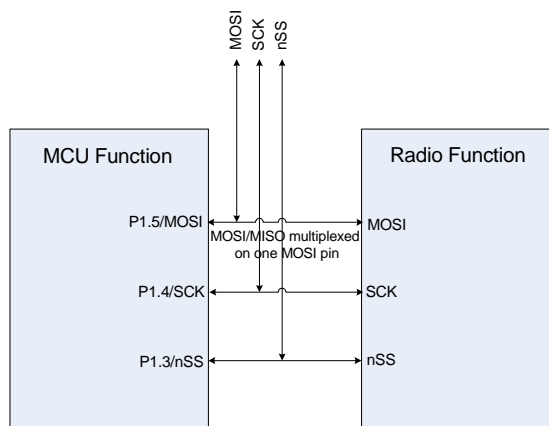 MOSI
SCK
nSS
MCU Function
Radio Function
P1.5/MOSI
MOSI
MOSI/MISO multiplexed
on one MOSI pin
P1.4/SCK
SCK
P1.3/nSS
nSS